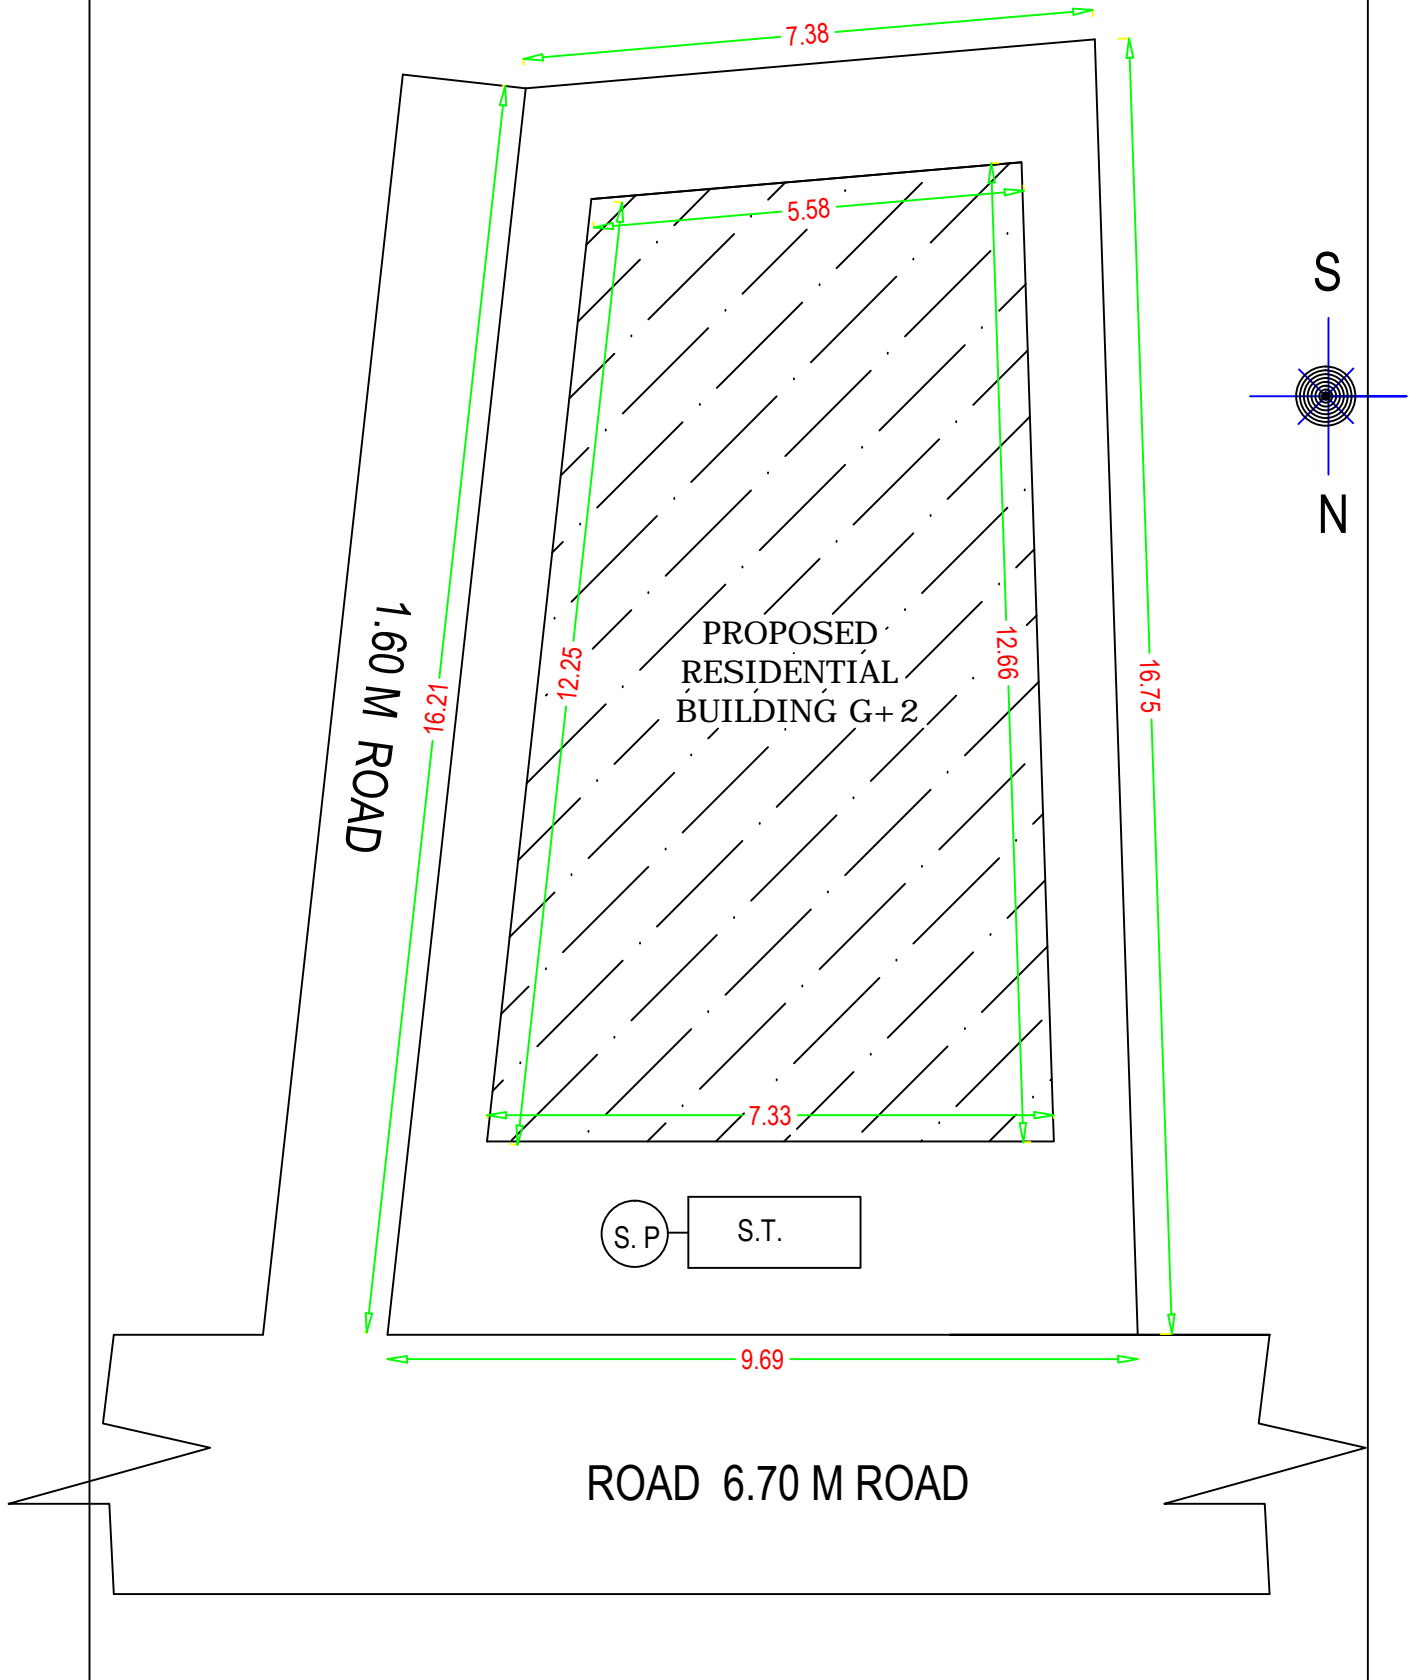 7.38
5.58
S
N
PROPOSED
RESIDENTIAL
BUILDING G+2
12.25
12.66
16.75
16.21
1.60 M ROAD
7.33
S. P
S.T.
9.69
ROAD 6.70 M ROAD